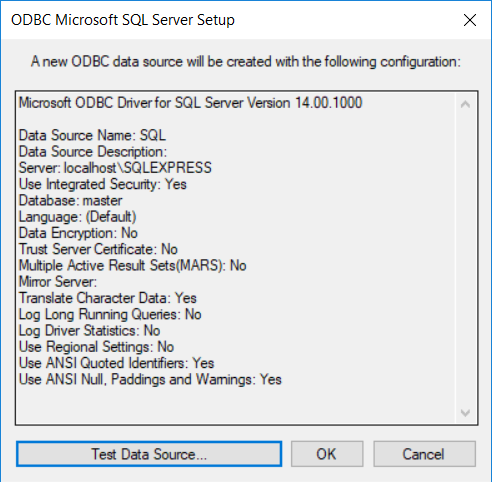 ODBC Microsoft SQL Server Setup
A new ODBC data source will be created with the following configuration:
Microsoft ODBC Driver for SQL Server Version 14.00.1000
Data Source Name: SQL
Data Source Description:
Server: localhost\SQLEXPRESS
Use Integrated Security: Yes
Database: master
Language: (Default)
Data Encryption: No
Trust Server Certificate: No
Multiple Active Result Sets(MARS): No
Mirror Server:
Translate Character Data: Yes
Log Long Running Queries: No
Log Driver Statistics: No
Use Regional Settings: No
Use ANSI Quoted Identifiers: Yes
Use ANSI Null, Paddings and Warnings: Yes
Test Data Source... OK Cancel